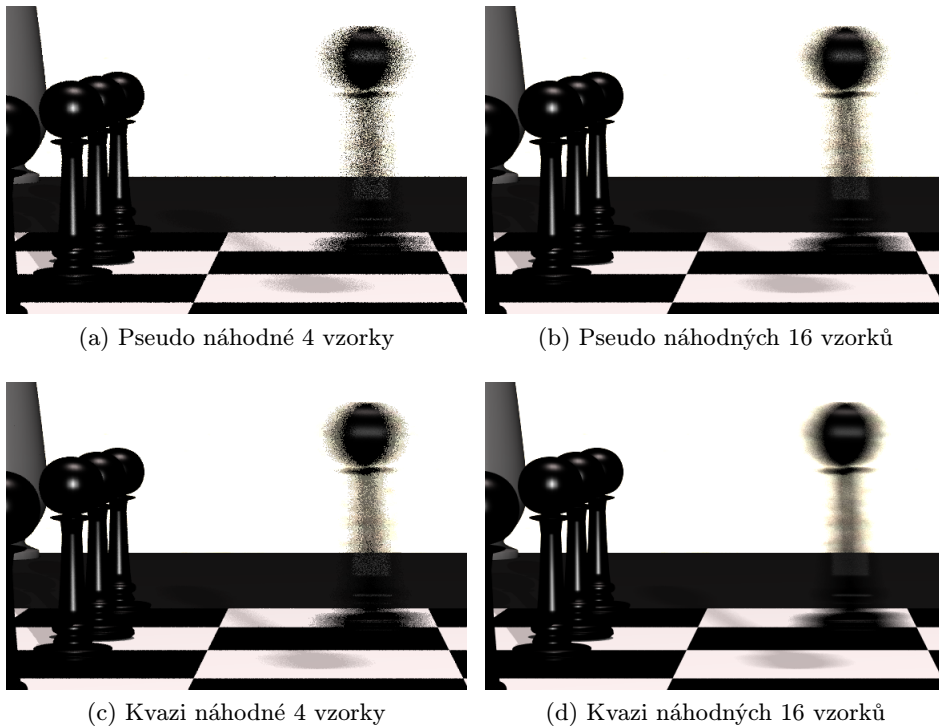 (a) Pseudo náhodné 4 vzorky
(b) Pseudo náhodných 16 vzorků
(c) Kvazi náhodné 4 vzorky
(d) Kvazi náhodných 16 vzorků